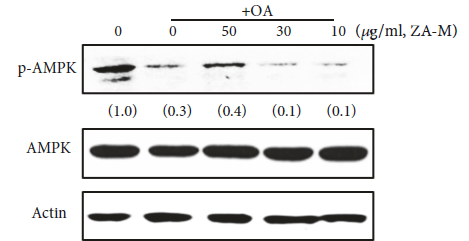 +OA
0 0 50 30 10 (μg/ml, ZA-M)
p-AMPK
(1.0) (0.3) (0.4) (0.1) (0.1)
AMPK
Actin